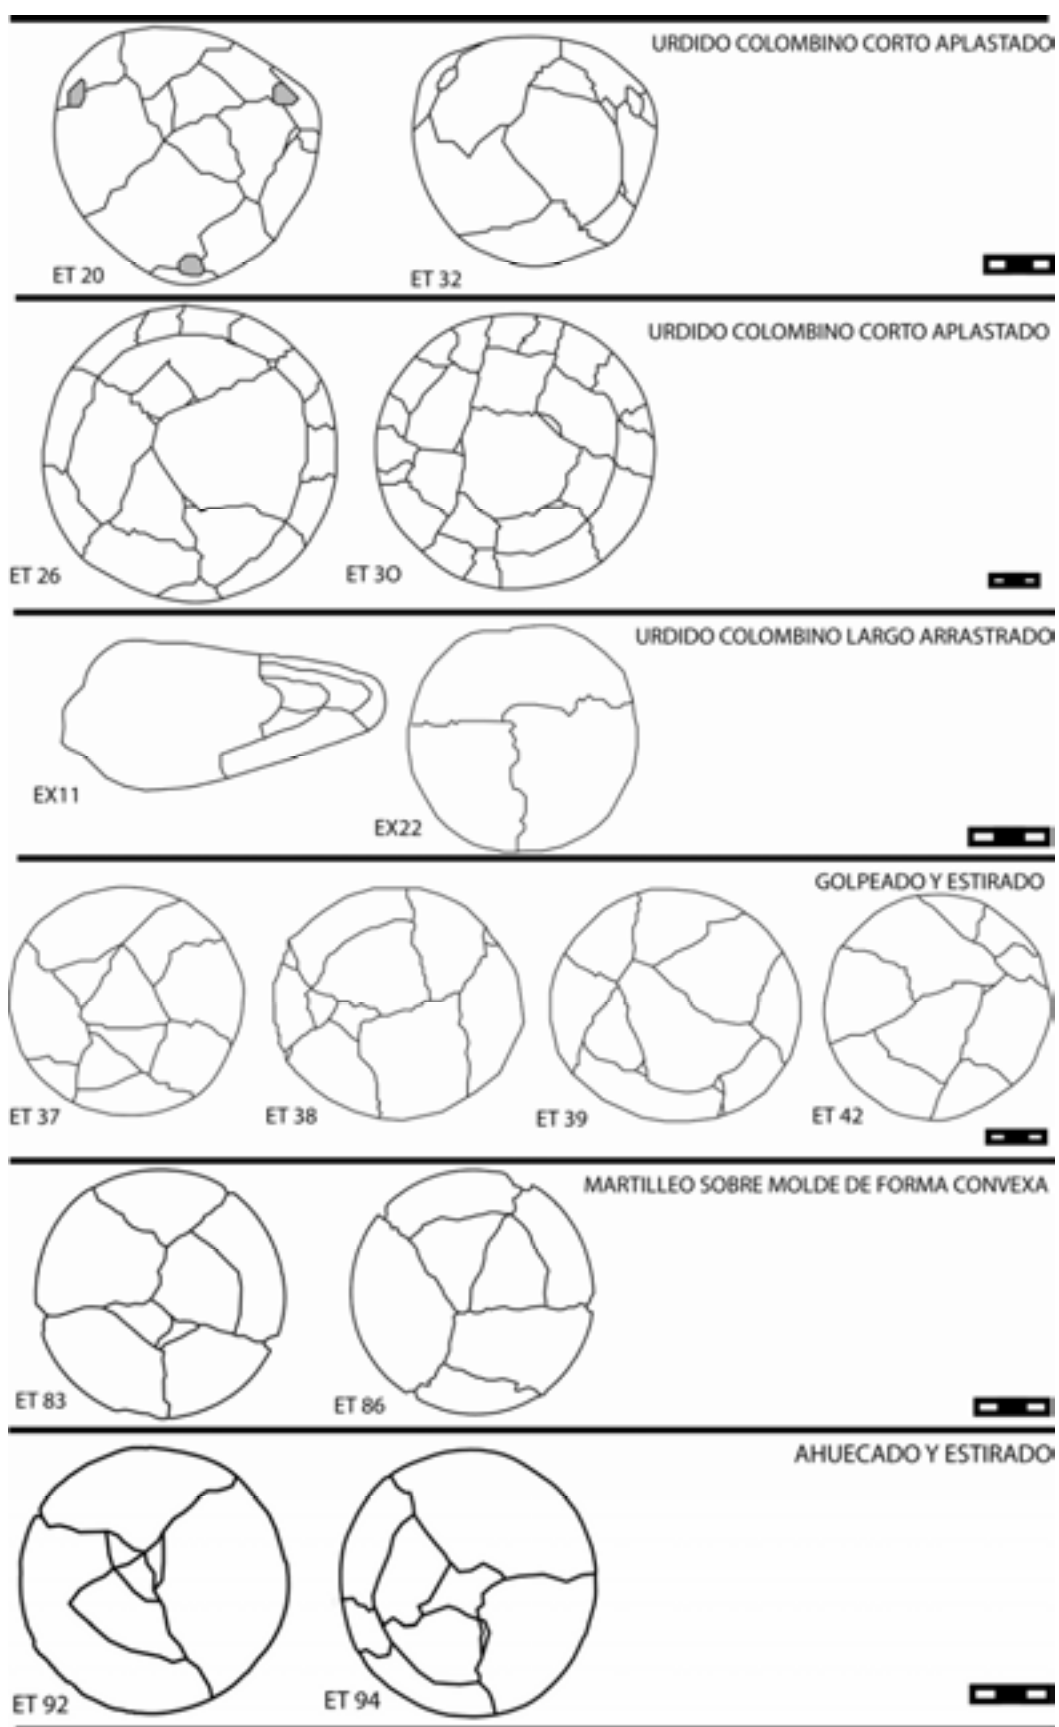 URDIDO COLOMBINO CORTO APLASTADO
ET 20
ET 32
URDIDO COLOMBINO CORTO APLASTADO
ET 26
ET 30
URDIDO COLOMBINO LARGO ARRASTRADO
EX11
EX22
GOLPEADO Y ESTIRADO
ET 37
ET 38
ET 39
ET 42
MARTILLEO SOBRE MOLDE DE FORMA CONVEXA
ET 83
ET 86
AHUECADO Y ESTIRADO
ET 92
ET 94